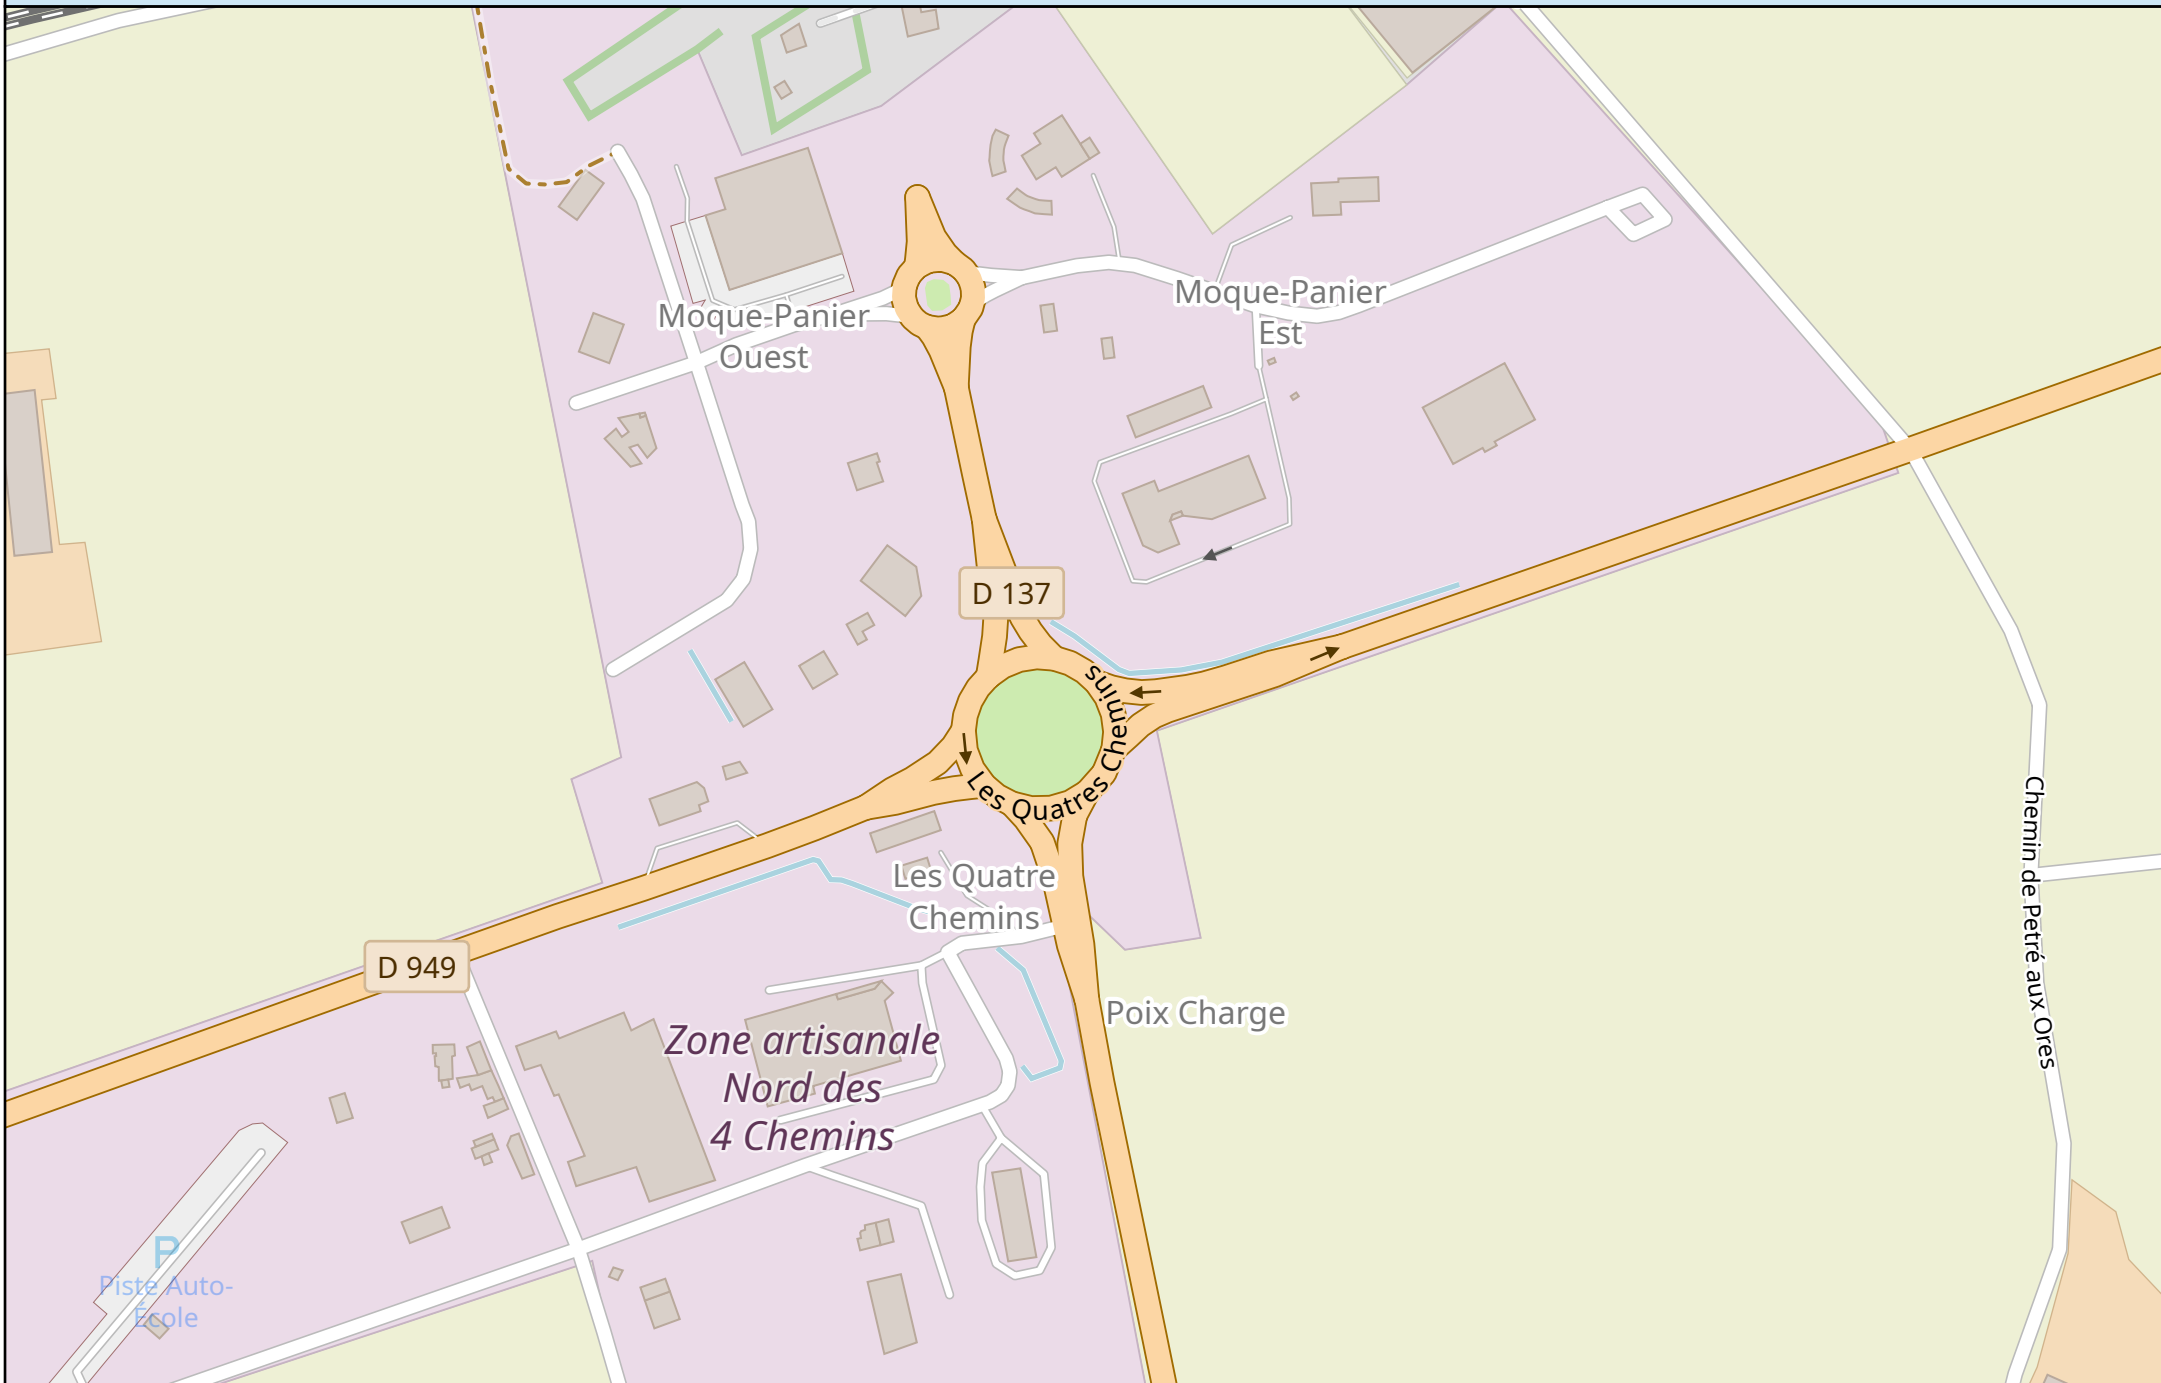 Moque-Panier
Est
Moque-Panier
Ouest
D 137
Les Quatres Chemins
Les Quatre
Chemins
D 949
Poix Charge
Chemin de Petré aux Ores
Zone artisanale
Nord des
4 Chemins
P
Piste Auto-
École